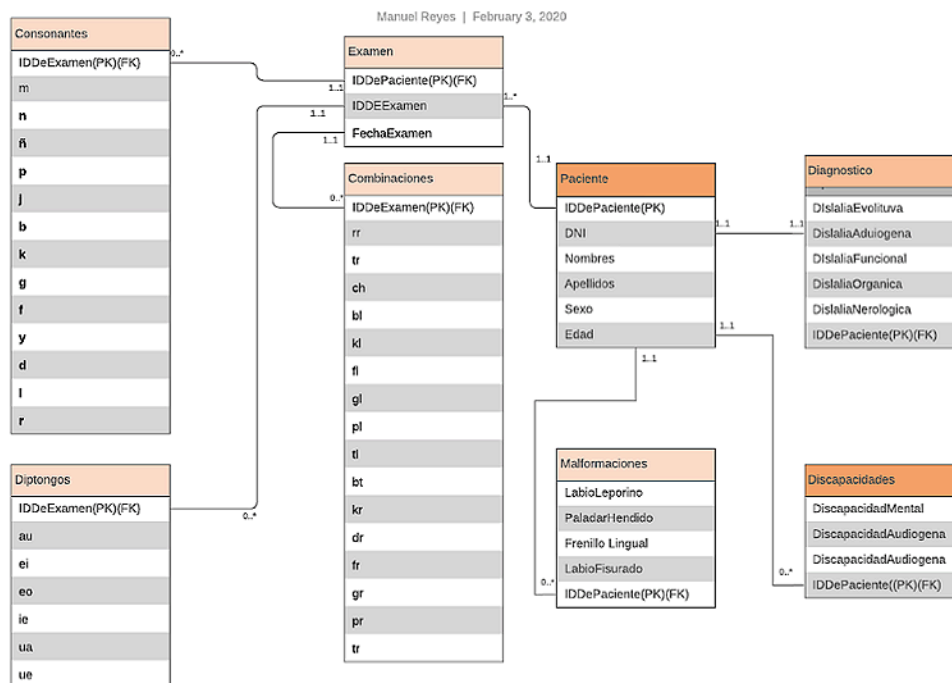 Manuel Reyes | February 3, 2020
Consonantes
IDDeExamen(PK)(FK)
m
n
ñ
p
j
b
k
g
f
y
d
l
r
0..*
Diptongos
IDDeExamen(PK)(FK)
au
ei
eo
ie
ua
ue
0..*
Examen
IDDePaciente(PK)(FK)
IDDEExamen
FechaExamen
1..1
1..1
1..1
1..*
Combinaciones
IDDeExamen(PK)(FK)
rr
tr
ch
bl
kl
fl
gl
pl
tl
bt
kr
dr
fr
gr
pr
tr
0..*
Paciente
IDDePaciente(PK)
DNI
Nombres
Apellidos
Sexo
Edad
1..1
1..1
1..1
1..1
Malformaciones
LabioLeporino
PaladarHendido
Frenillo Lingual
LabioFisurado
IDDePaciente(PK)(FK)
0..*
Diagnostico
DIslaliaEvolituva
DislaliaAduiogena
DIslaliaFuncional
DislaliaOrganica
DislaliaNerologica
IDDePaciente(PK)(FK)
1..1
Discapacidades
DiscapacidadMental
DiscapacidadAudiogena
DiscapacidadAudiogena
IDDePaciente((PK)(FK)
0..*